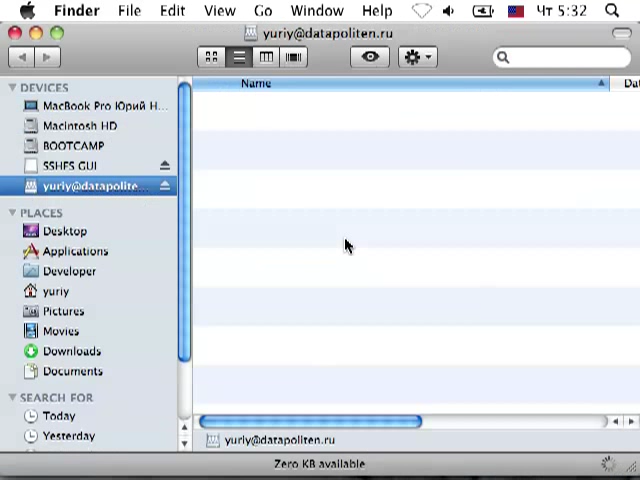 Finder File Edit View Go Window Help Чт 5:32
yuriy@datapoliten.ru
DEVICES
Name
MacBook Pro Юрий Н...
Macintosh HD
BOOTCAMP
SSHFS GUI
yuriy@datapolite...
PLACES
Desktop
Applications
Developer
yuriy
Pictures
Movies
Downloads
Documents
SEARCH FOR
Today
Yesterday
yuriy@datapoliten.ru
Zero KB available